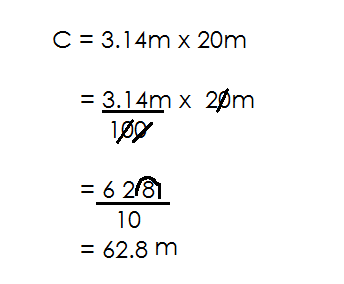 C = 3.14m x 20m
= 3.14m x 20m
100
= 6 2 8
10
= 62.8 m